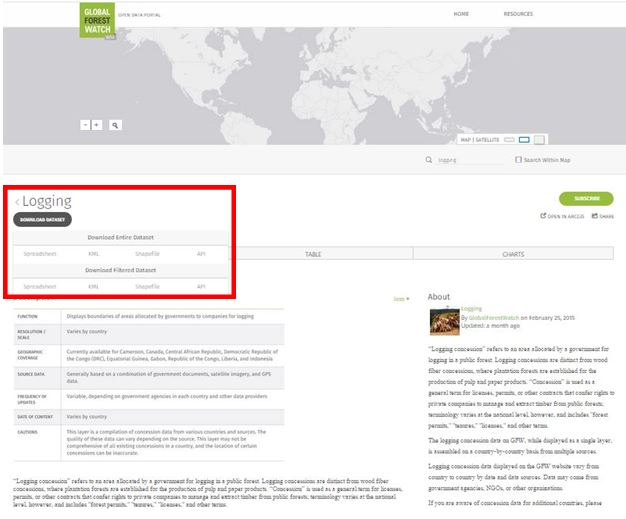 GLOBAL
FOREST
WATCH
OPEN DATA PORTAL
HOME
RESOURCES
- +
MAP | SATELLITE
logging
Search Within Map
< Logging
DOWNLOAD DATASET
SUBSCRIBE
OPEN IN ARCGIS
SHARE
Download Entire Dataset
Spreadsheet KML Shapefile API
Download Filtered Dataset
Spreadsheet KML Shapefile API
TABLE
CHARTS
FUNCTION
Displays boundaries of areas allocated by governments to companies for logging
RESOLUTION /
SCALE
Varies by country
GEOGRAPHIC
COVERAGE
Currently available for Cameroon, Canada, Central African Republic, Democratic Republic of
the Congo (DRC), Equatorial Guinea, Gabon, Republic of the Congo, Liberia, and Indonesia
SOURCE DATA
Generally based on a combination of government documents, satellite imagery, and GPS
data.
FREQUENCY OF
UPDATES
Variable, depending on government agencies in each country and other data providers
DATE OF CONTENT
Varies by country
CAUTIONS
This layer is a compilation of concession data from various countries and sources. The
quality of these data can vary depending on the source. This layer may not be
comprehensive of all existing concessions in a country, and the location of certain
concessions can be inaccurate.
"Logging concession" refers to an area allocated by a government for logging in a public forest. Logging concessions are distinct from wood fiber
concessions, where plantation forests are established for the production of pulp and paper products. "Concession" is used as a general term for licenses,
permits, or other contracts that confer rights to private companies to manage and extract timber from public forests; terminology varies at the national
level, however, and includes "forest permits," "tenures," "licenses," and other terms.
About
Logging
By GlobalForestWatch on February 25, 2015
Updated: a month ago
"Logging concession" refers to an area allocated by a government for
logging in a public forest. Logging concessions are distinct from wood
fiber concessions, where plantation forests are established for the
production of pulp and paper products. "Concession" is used as a
general term for licenses, permits, or other contracts that confer rights to
private companies to manage and extract timber from public forests;
terminology varies at the national level, however, and includes "forest
permits," "tenures," "licenses," and other terms.
The logging concession data on GFW, while displayed as a single layer,
is assembled on a country-by-country basis from multiple sources.
Logging concession data displayed on the GFW website vary from
country to country by date and data sources. Data may come from
government agencies, NGOs, or other organizations.
If you are aware of concession data for additional countries, please